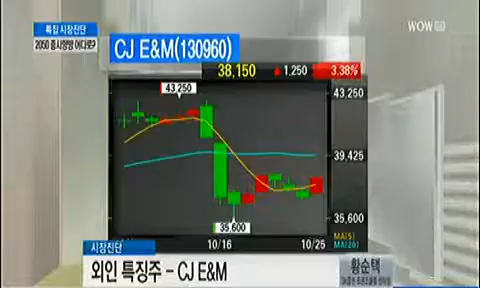 특집 시장진단
2050 증시향방 어디로?
WOW
CJ E&M(130960)
38,150 ▲ 1,250 3.38%
43,250
43,250
39,425
35,600
35,600
10/16 10/25
MA(5)
MA(20)
시장진단
외인 특징주 - CJ E&M
황순택